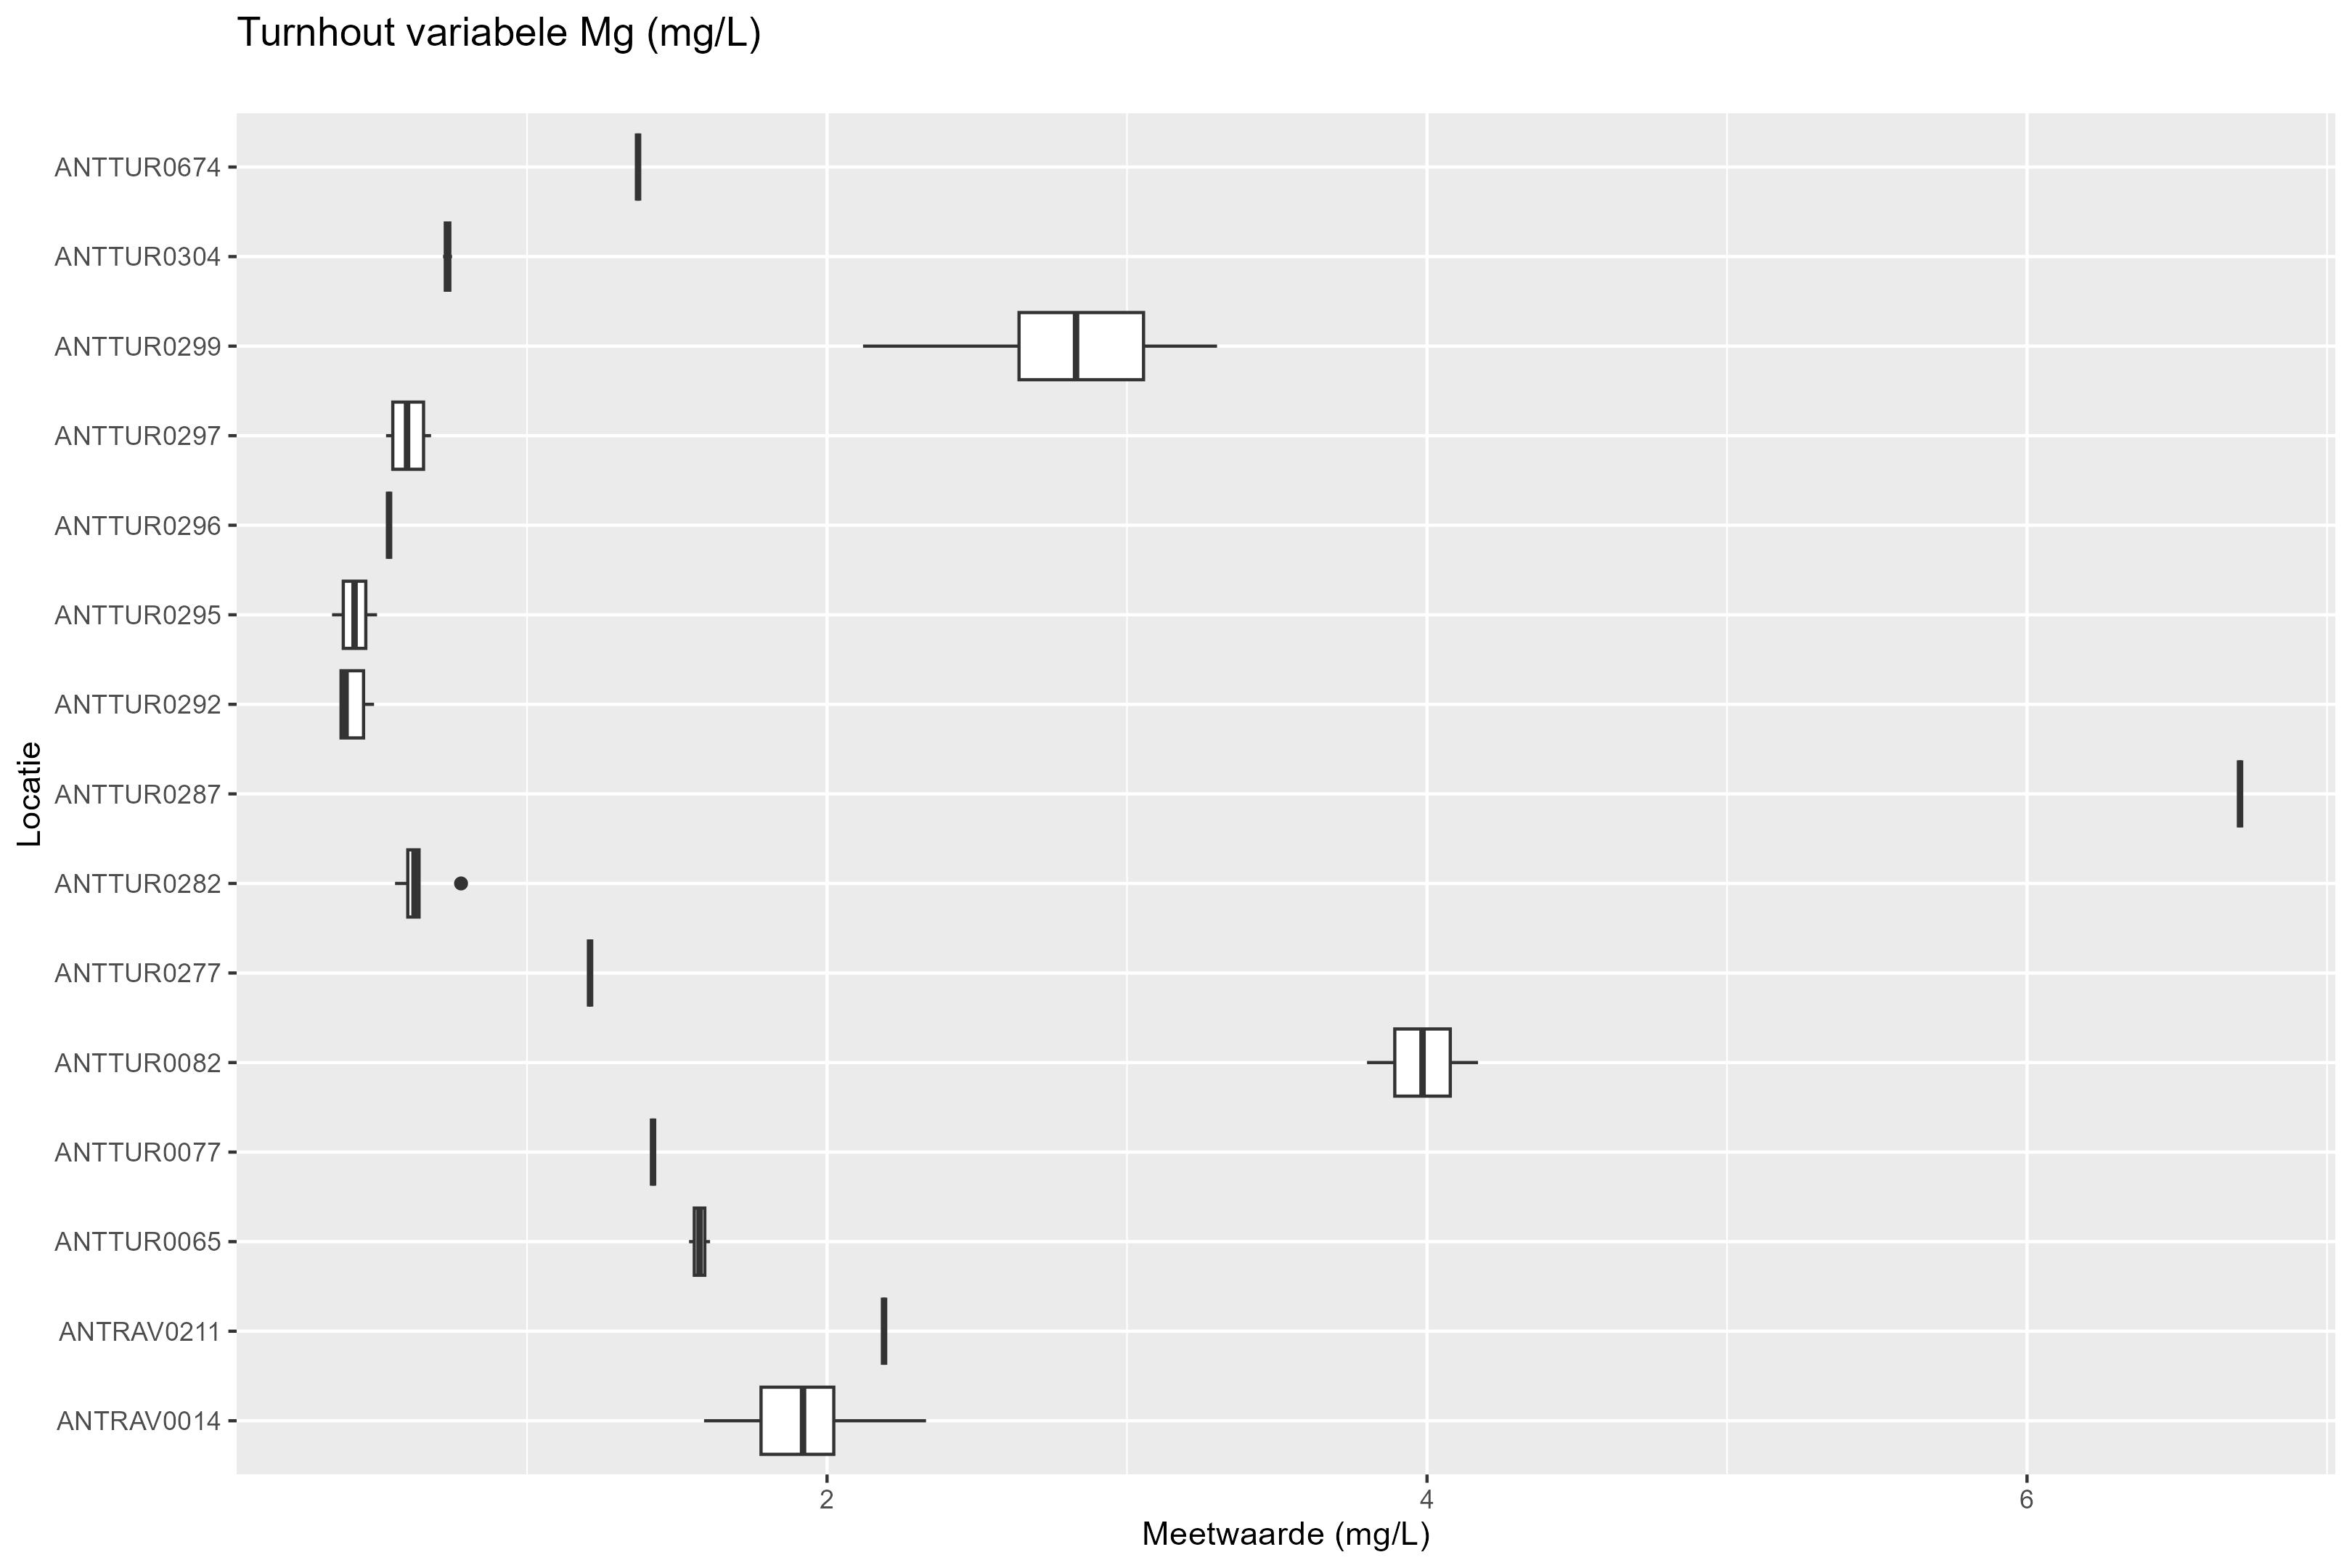 Turnhout variabele Mg (mg/L)
ANTTUR0674
ANTTUR0304
ANTTUR0299
ANTTUR0297
ANTTUR0296
ANTTUR0295
ANTTUR0292
ANTTUR0287
ANTTUR0282
ANTTUR0277
ANTTUR0082
ANTTUR0077
ANTTUR0065
ANTRAV0211
ANTRAV0014
Locatie
2 4 6
Meetwaarde (mg/L)